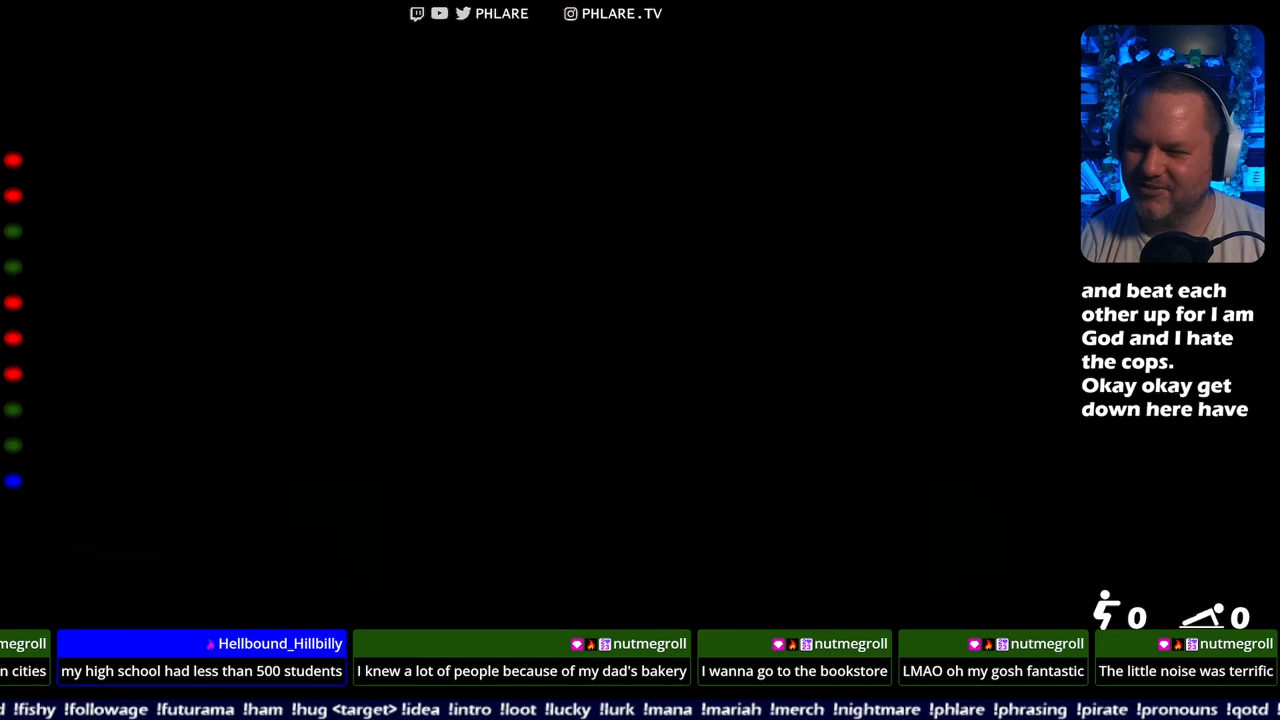 PHLARE PHLARE.TV
and beat each
other up for I am
God and I hate
the cops.
Okay okay get
down here have
0 0
megroll Hellbound_Hillbilly nutmegroll nutmegroll nutmegroll nutmegroll
n cities my high school had less than 500 students I knew a lot of people because of my dad's bakery I wanna go to the bookstore LMAO oh my gosh fantastic The little noise was terrific
!fishy !followage !futurama !ham !hug <target> !idea !intro !loot !lucky !lurk !mana !mariah !merch !nightmare !phlare !phrasing !pirate !pronouns !qotd